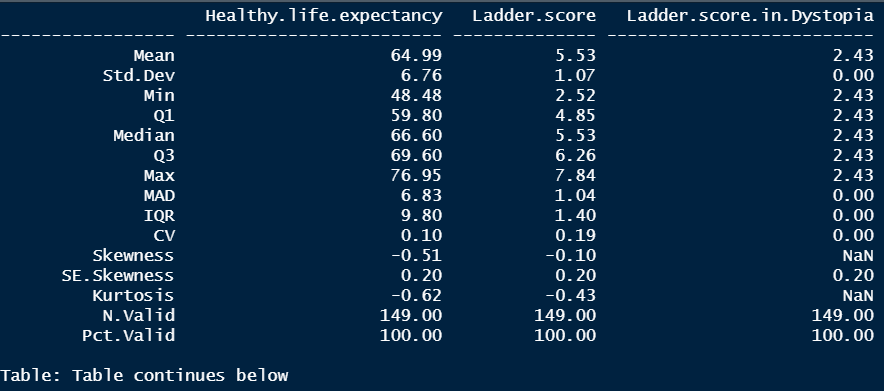 Healthy.life.expectancy Ladder.score Ladder.score.in.Dystopia
----------------- ------------------------- -------------- --------------------------
Mean 64.99 5.53 2.43
Std.Dev 6.76 1.07 0.00
Min 48.48 2.52 2.43
Q1 59.80 4.85 2.43
Median 66.60 5.53 2.43
Q3 69.60 6.26 2.43
Max 76.95 7.84 2.43
MAD 6.83 1.04 0.00
IQR 9.80 1.40 0.00
CV 0.10 0.19 0.00
Skewness -0.51 -0.10 NaN
SE.Skewness 0.20 0.20 0.20
Kurtosis -0.62 -0.43 NaN
N.Valid 149.00 149.00 149.00
Pct.Valid 100.00 100.00 100.00
Table: Table continues below